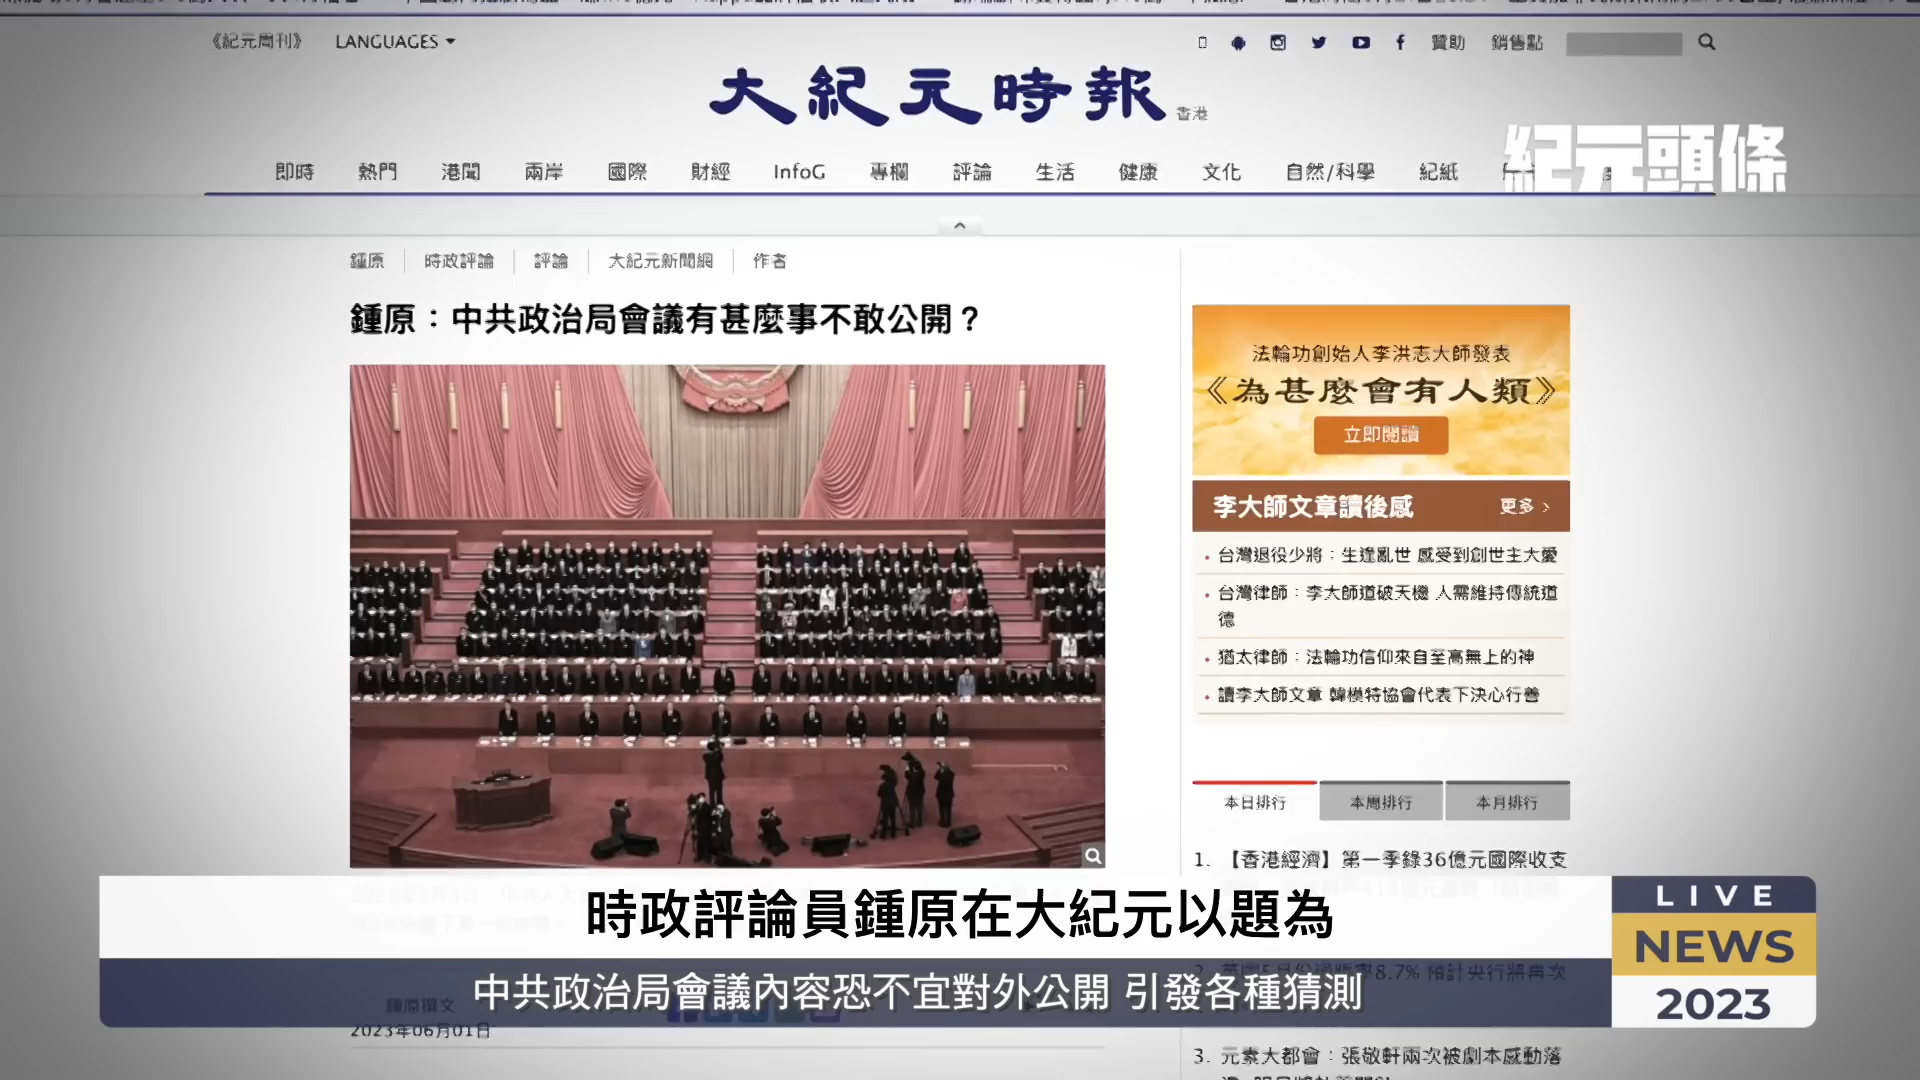 《紀元周刊》 LANGUAGES
贊助 銷售點
大紀元時報 香港
紀元頭條
即時 熱門 港聞 兩岸 國際 財經 InfoG 專欄 評論 生活 健康 文化 自然/科學 紀紙
鍾原 時政評論 評論 大紀元新聞網 作者
鍾原：中共政治局會議有甚麼事不敢公開？
法輪功創始人李洪志大師發表
《為甚麼會有人類》
立即閱讀
李大師文章讀後感 更多
台灣退役少將：生逢亂世 感受到創世主大愛
台灣律師：李大師道破天機 人需維持傳統道
德
猶太律師：法輪功信仰來自至高無上的神
讀李大師文章 韓模特協會代表下決心行善
本日排行 本周排行 本月排行
1. 【香港經濟】第一季錄36億元國際收支
時政評論員鍾原在大紀元以題為
中共政治局會議內容恐不宜對外公開 引發各種猜測
LIVE
NEWS
2023
鍾原撰文
2023年06月01日
3. 元素大都會：張敬軒兩次被劇本感動落